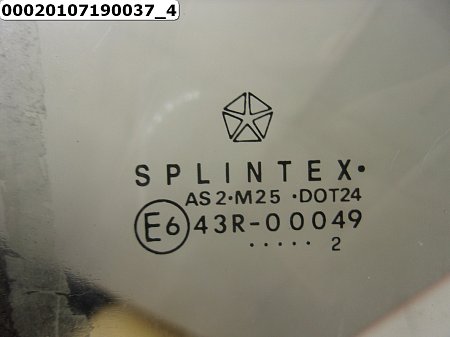 00020107190037_4
SPLINTEX·
AS2·M25 ·DOT24
E6 43R-00049
····· 2